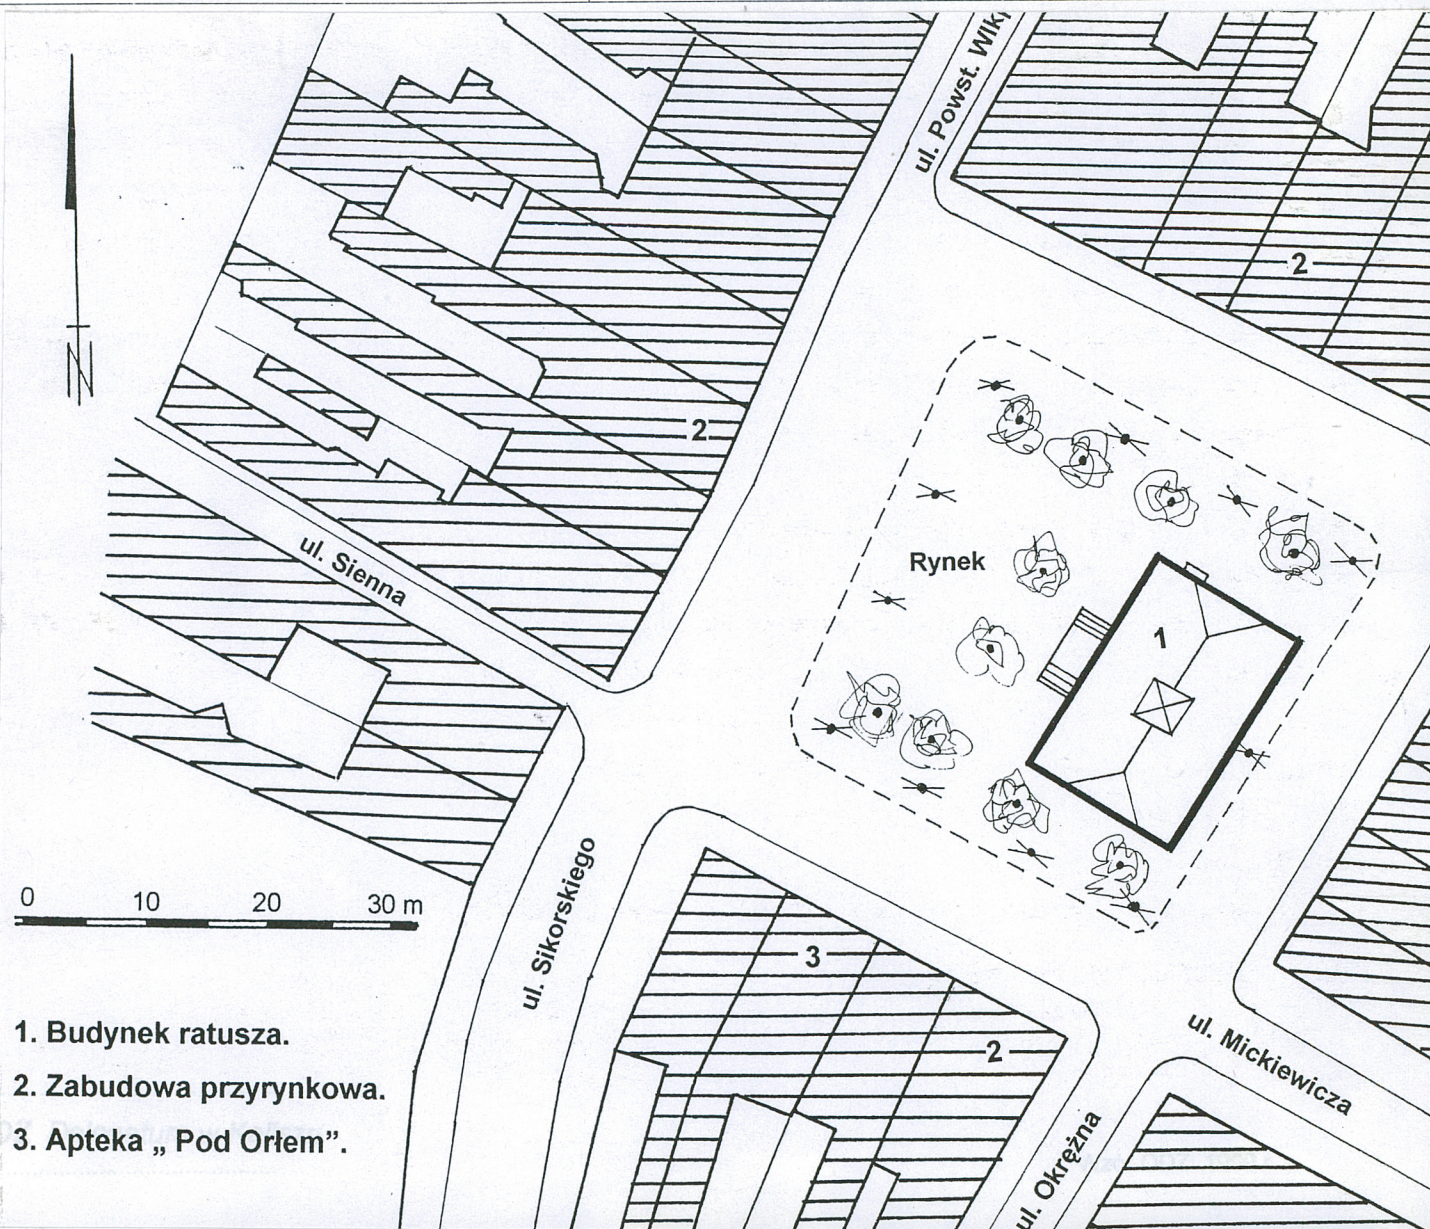 ul. Powst. Wlkp
2
2
Rynek
1
ul. Sienna
N
0 10 20 30 m
ul. Sikorskiego
3
2
ul. Mickiewicza
ul. Okrężna
1. Budynek ratusza.
2. Zabudowa przyrynkowa.
3. Apteka „ Pod Orłem”.